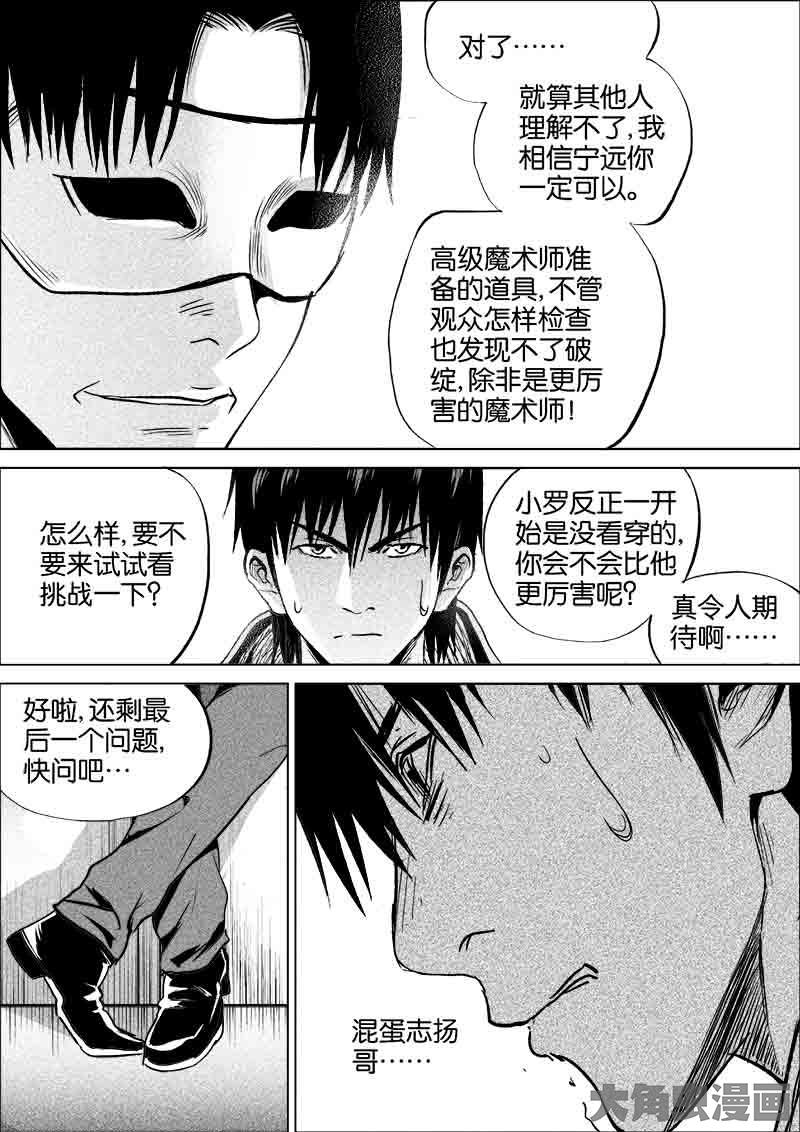 对了……
就算其他人
理解不了,我
相信宁远你
一定可以。
高级魔术师准
备的道具,不管
观众怎样检查
也发现不了破
绽,除非是更厉
害的魔术师!
怎么样,要不
要来试试看
挑战一下?
小罗反正一开
始是没看穿的,
你会不会比他
更厉害呢?
真令人期
待啊……
好啦,还剩最
后一个问题,
快问吧…
混蛋志扬
哥……
大角虫漫画